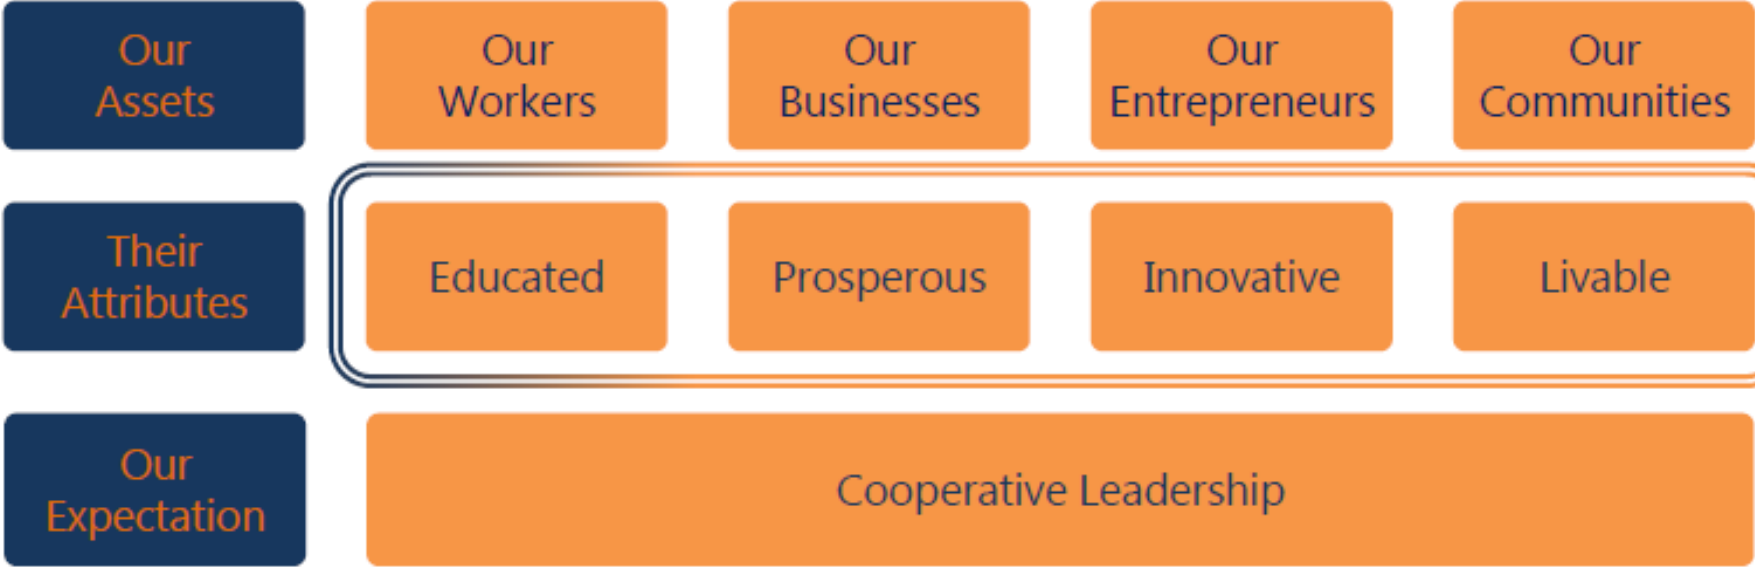 Our
Assets
Our
Workers
Our
Businesses
Our
Entrepreneurs
Our
Communities
Their
Attributes
Educated
Prosperous
Innovative
Livable
Our
Expectation
Cooperative Leadership